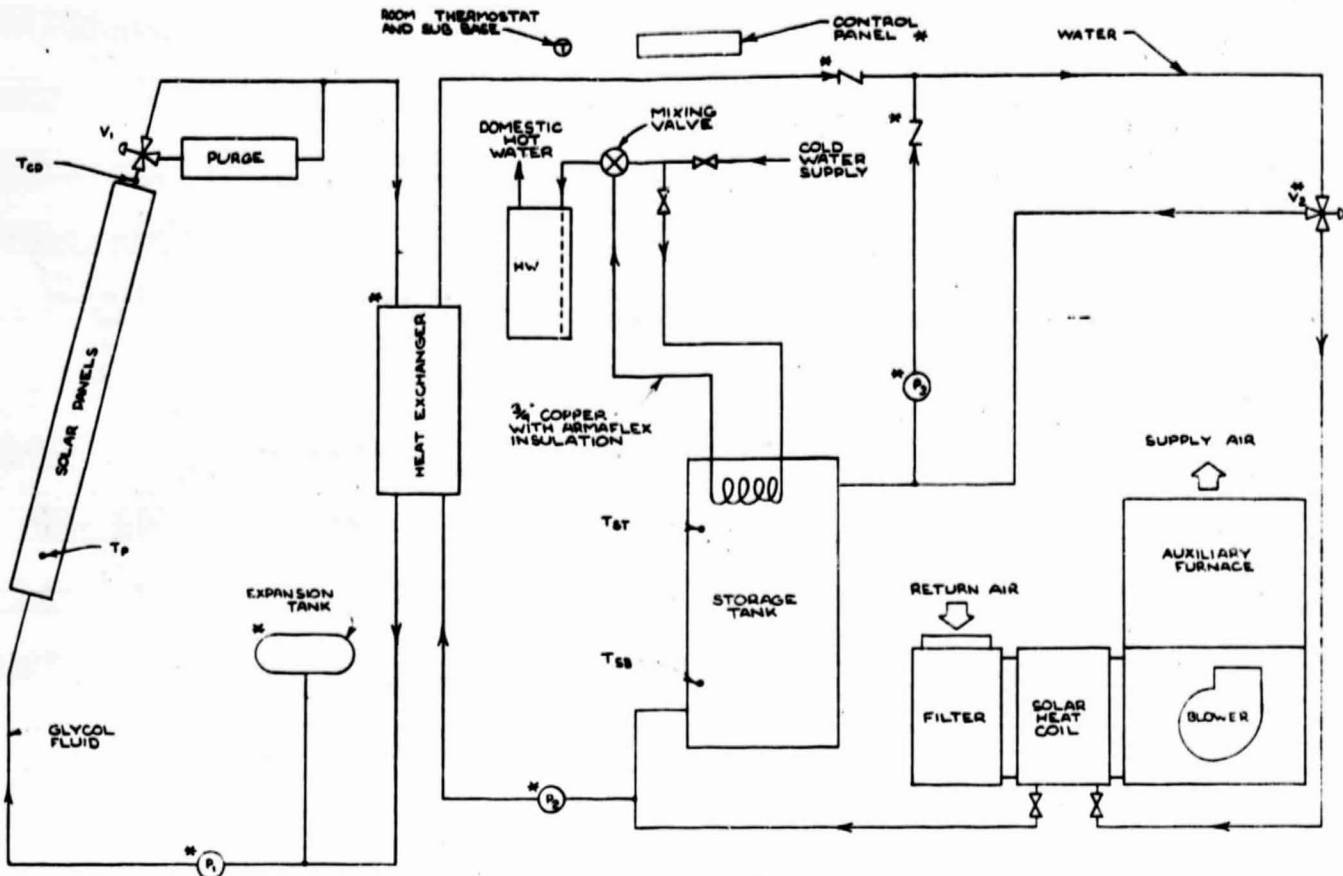 ROOM THERMOSTAT
AND SUB BASE
T
CONTROL
PANEL *
WATER
*
*
V1
TCD
PURGE
DOMESTIC
HOT
WATER
MIXING
VALVE
COLD
WATER
SUPPLY
*
V2
HW
*
HEAT EXCHANGER
SOLAR PANELS
3/4" COPPER
WITH ARMAFLEX
INSULATION
*
P3
SUPPLY AIR
TST
TP
AUXILIARY
FURNACE
EXPANSION
TANK
*
STORAGE
TANK
RETURN AIR
TSB
GLYCOL
FLUID
FILTER
SOLAR
HEAT
COIL
BLOWER
*
P2
*
P1